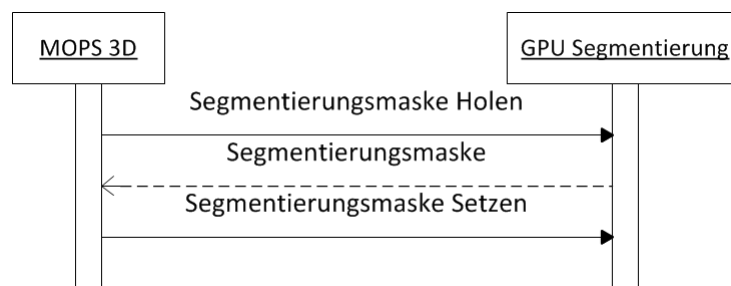 MOPS 3D
GPU Segmentierung
Segmentierungsmaske Holen
Segmentierungsmaske
Segmentierungsmaske Setzen